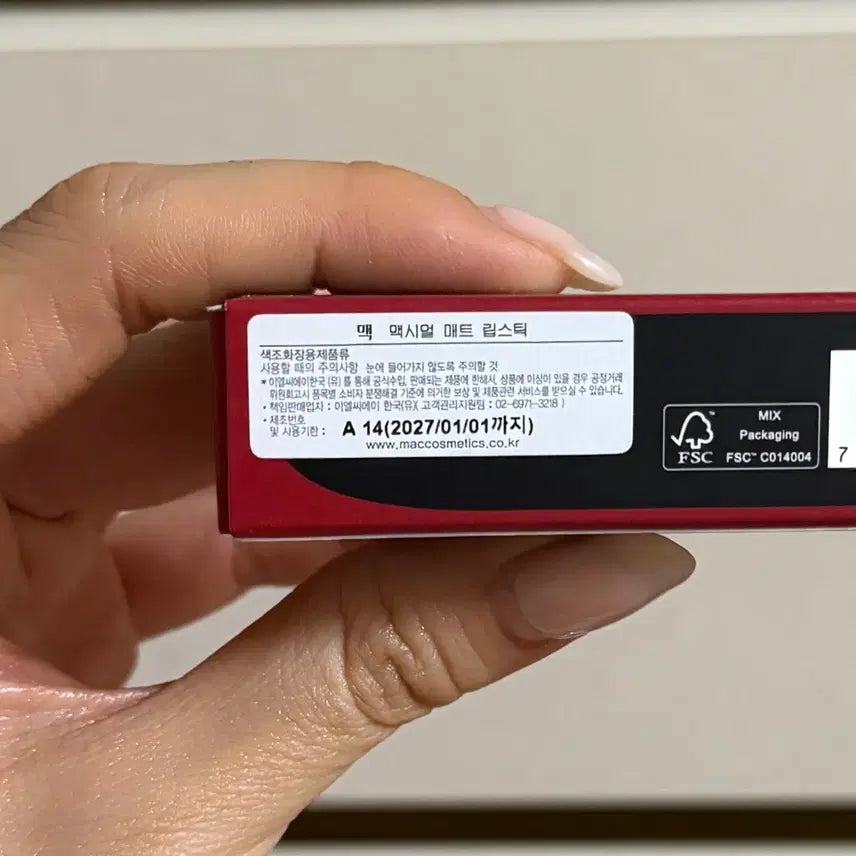 맥 맥시멀 매트 립스틱
색조화장용제품류
사용할 때의 주의사항 눈에 들어가지 않도록 주의할 것
* 이엘씨에이한국 (유) 를 통해 공식수입, 판매되는 제품에 한해서, 상품에 이상이 있을 경우 공정거래
위원회고시 품목별 소비자 분쟁해결 기준에 의거한 보상 및 제품관련 서비스를 받으실 수 있습니다.
• 책임판매업자 : 이엘씨에이 한국(유)( 고객관리지원팀 : 02-6971-3218 )
• 제조번호
및 사용기한 : A 14(2027/01/01까지)
www.maccosmetics.co.kr
FSC™
MIX
Packaging
FSC™ C014004
7